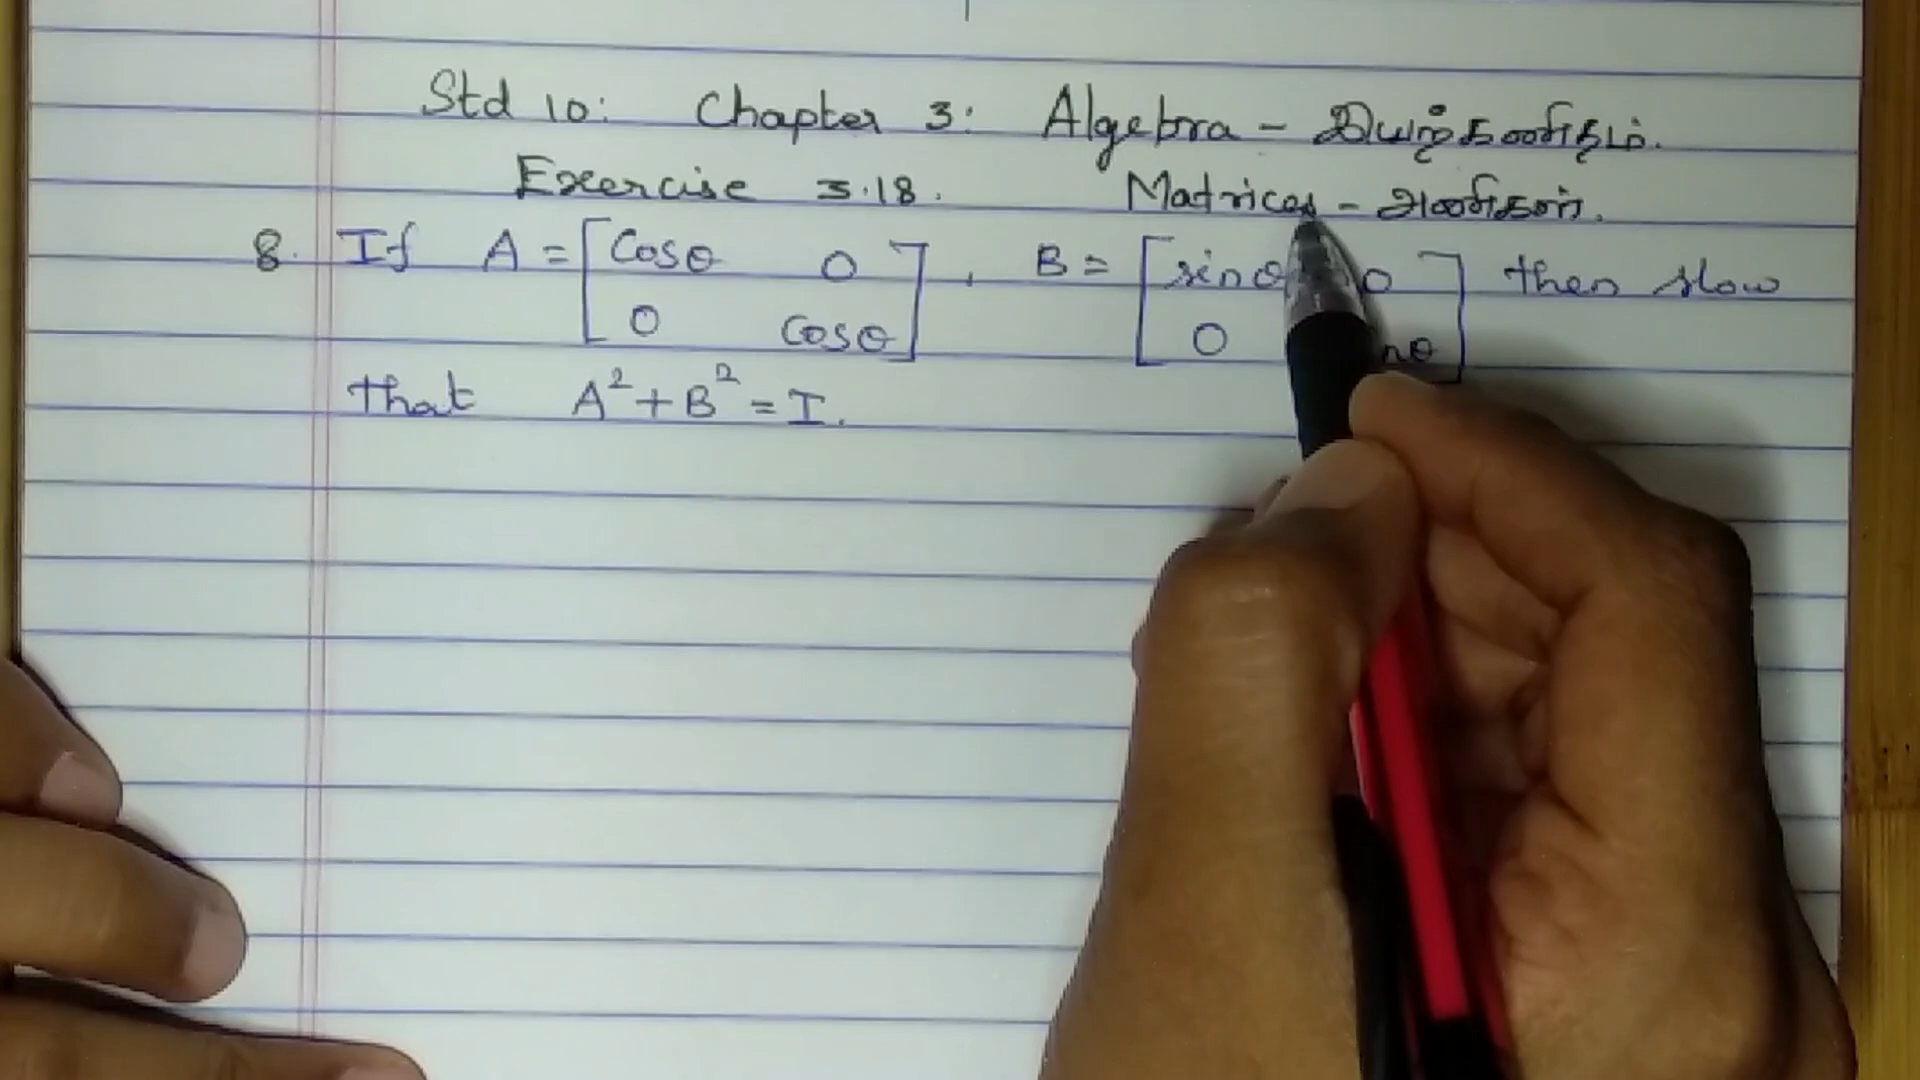 Std 10: Chapter 3: Algebra - இயற்கணிதம்.
Exercise 3.18. Matrices - அணிகள்.
8. If A = [cosθ 0 , B = [sinθ 0] then show
0 cosθ] 0 nθ]
that A² + B² = I.